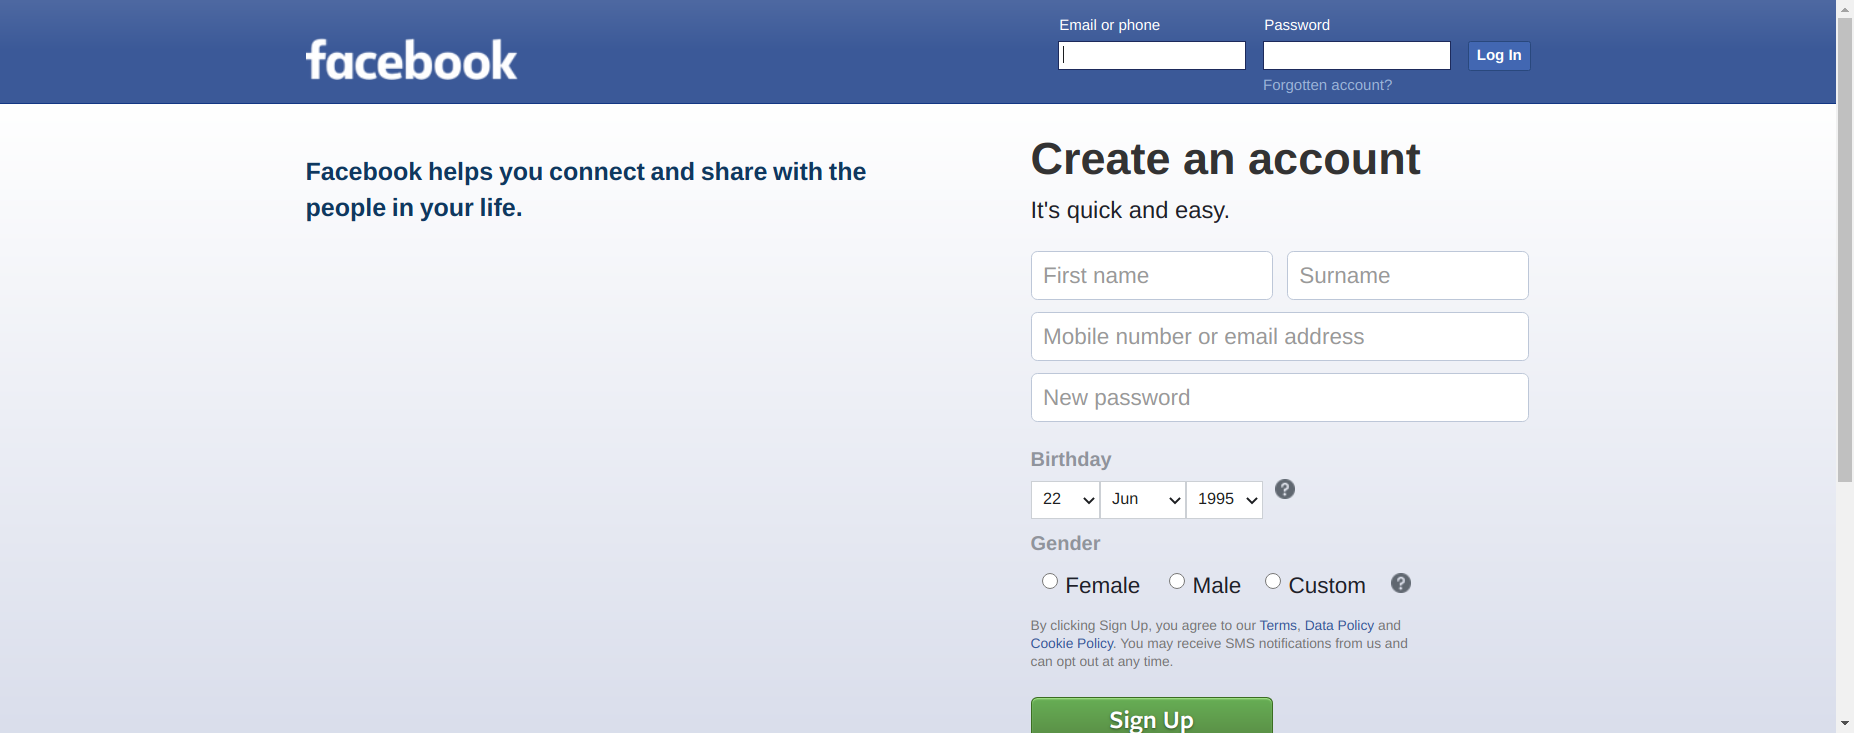 facebook
Email or phone
Password
Log In
Forgotten account?
Facebook helps you connect and share with the
people in your life.
Create an account
It's quick and easy.
First name
Surname
Mobile number or email address
New password
Birthday
22
Jun
1995
?
Gender
Female
Male
Custom
?
By clicking Sign Up, you agree to our Terms, Data Policy and
Cookie Policy. You may receive SMS notifications from us and
can opt out at any time.
Sign Up